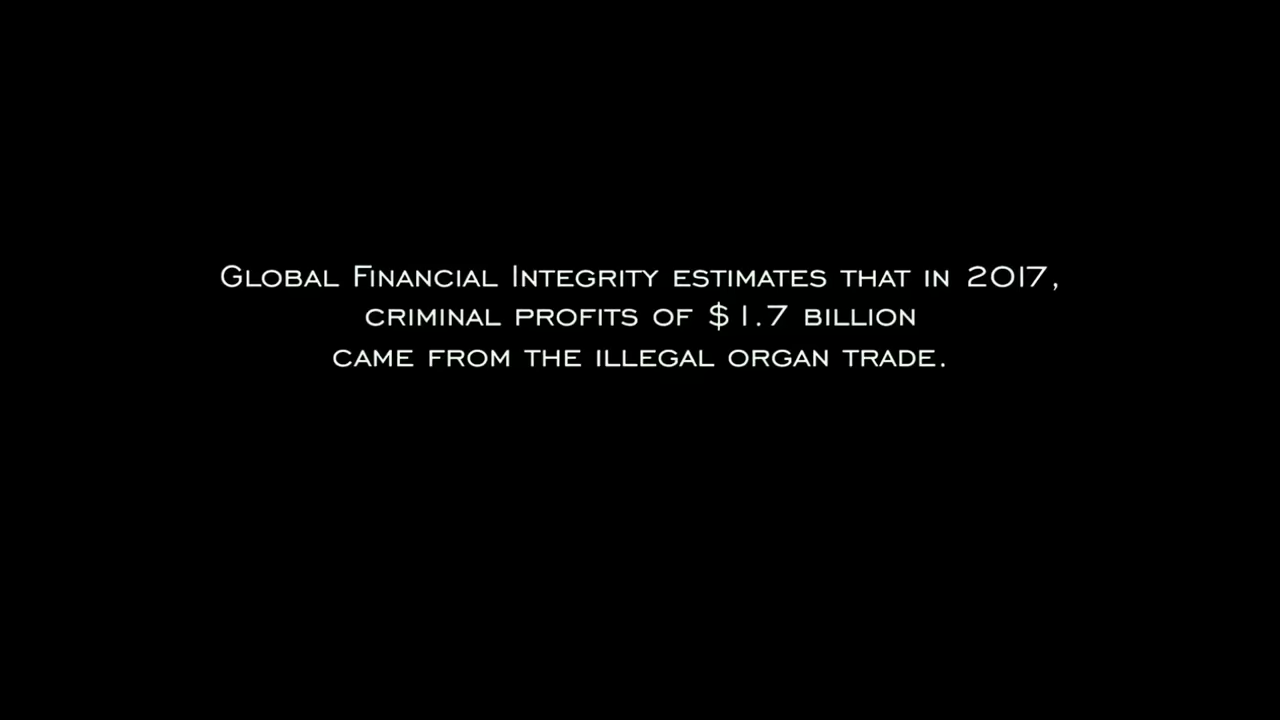 Global Financial Integrity estimates that in 2017,
criminal profits of $1.7 billion
came from the illegal organ trade.